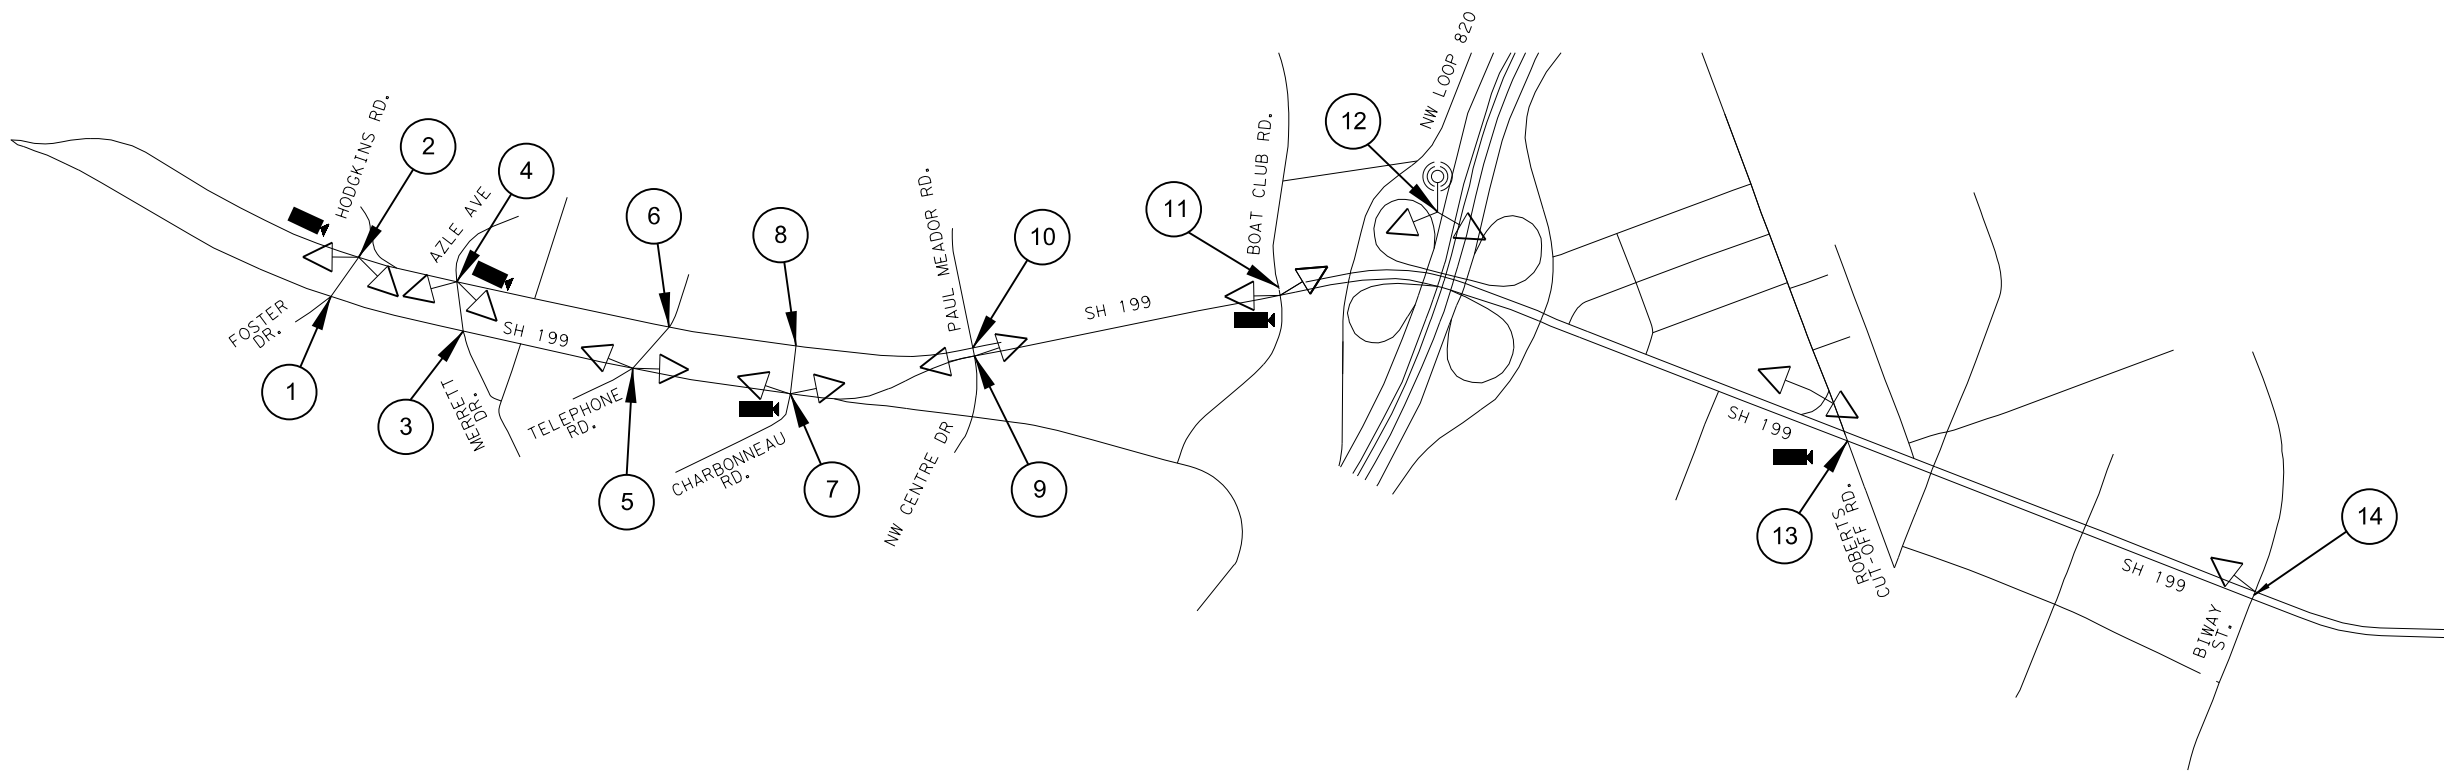 NW LOOP 820
12
BOAT CLUB RD.
HODGKINS RD.
2
4
AZLE AVE
PAUL MEADOR RD.
6
11
8
10
FOSTER
DR.
SH 199
SH 199
1
3
MERRETT
DR.
TELEPHONE
RD.
CHARBONNEAU
RD.
5
7
NW CENTRE DR
9
SH 199
13
ROBERTS
CUT-OFF RD.
14
SH 199
BIWAY
ST.